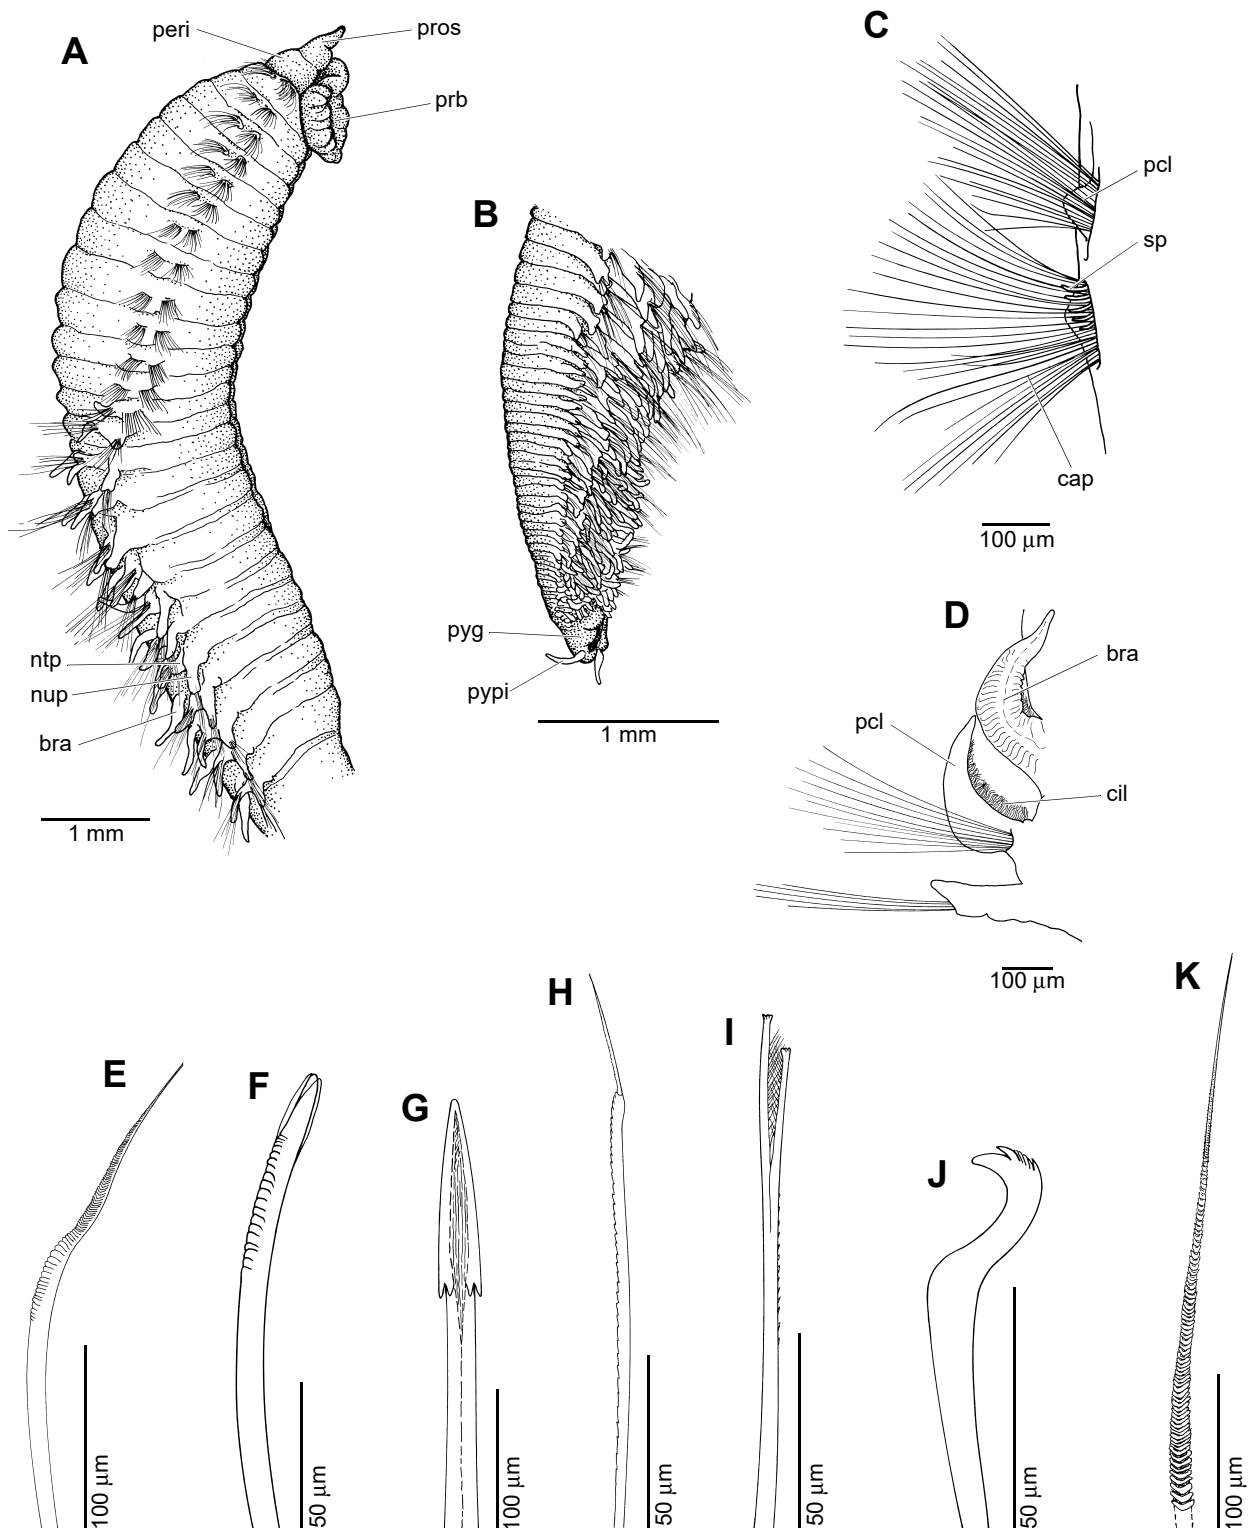 A
peri
pros
prb
ntp
nup
bra
1 mm
B
pyg
pypi
1 mm
C
pcl
sp
cap
100 μm
D
bra
pcl
cil
100 μm
E
100 μm
F
50 μm
G
100 μm
H
50 μm
I
50 μm
J
50 μm
K
100 μm